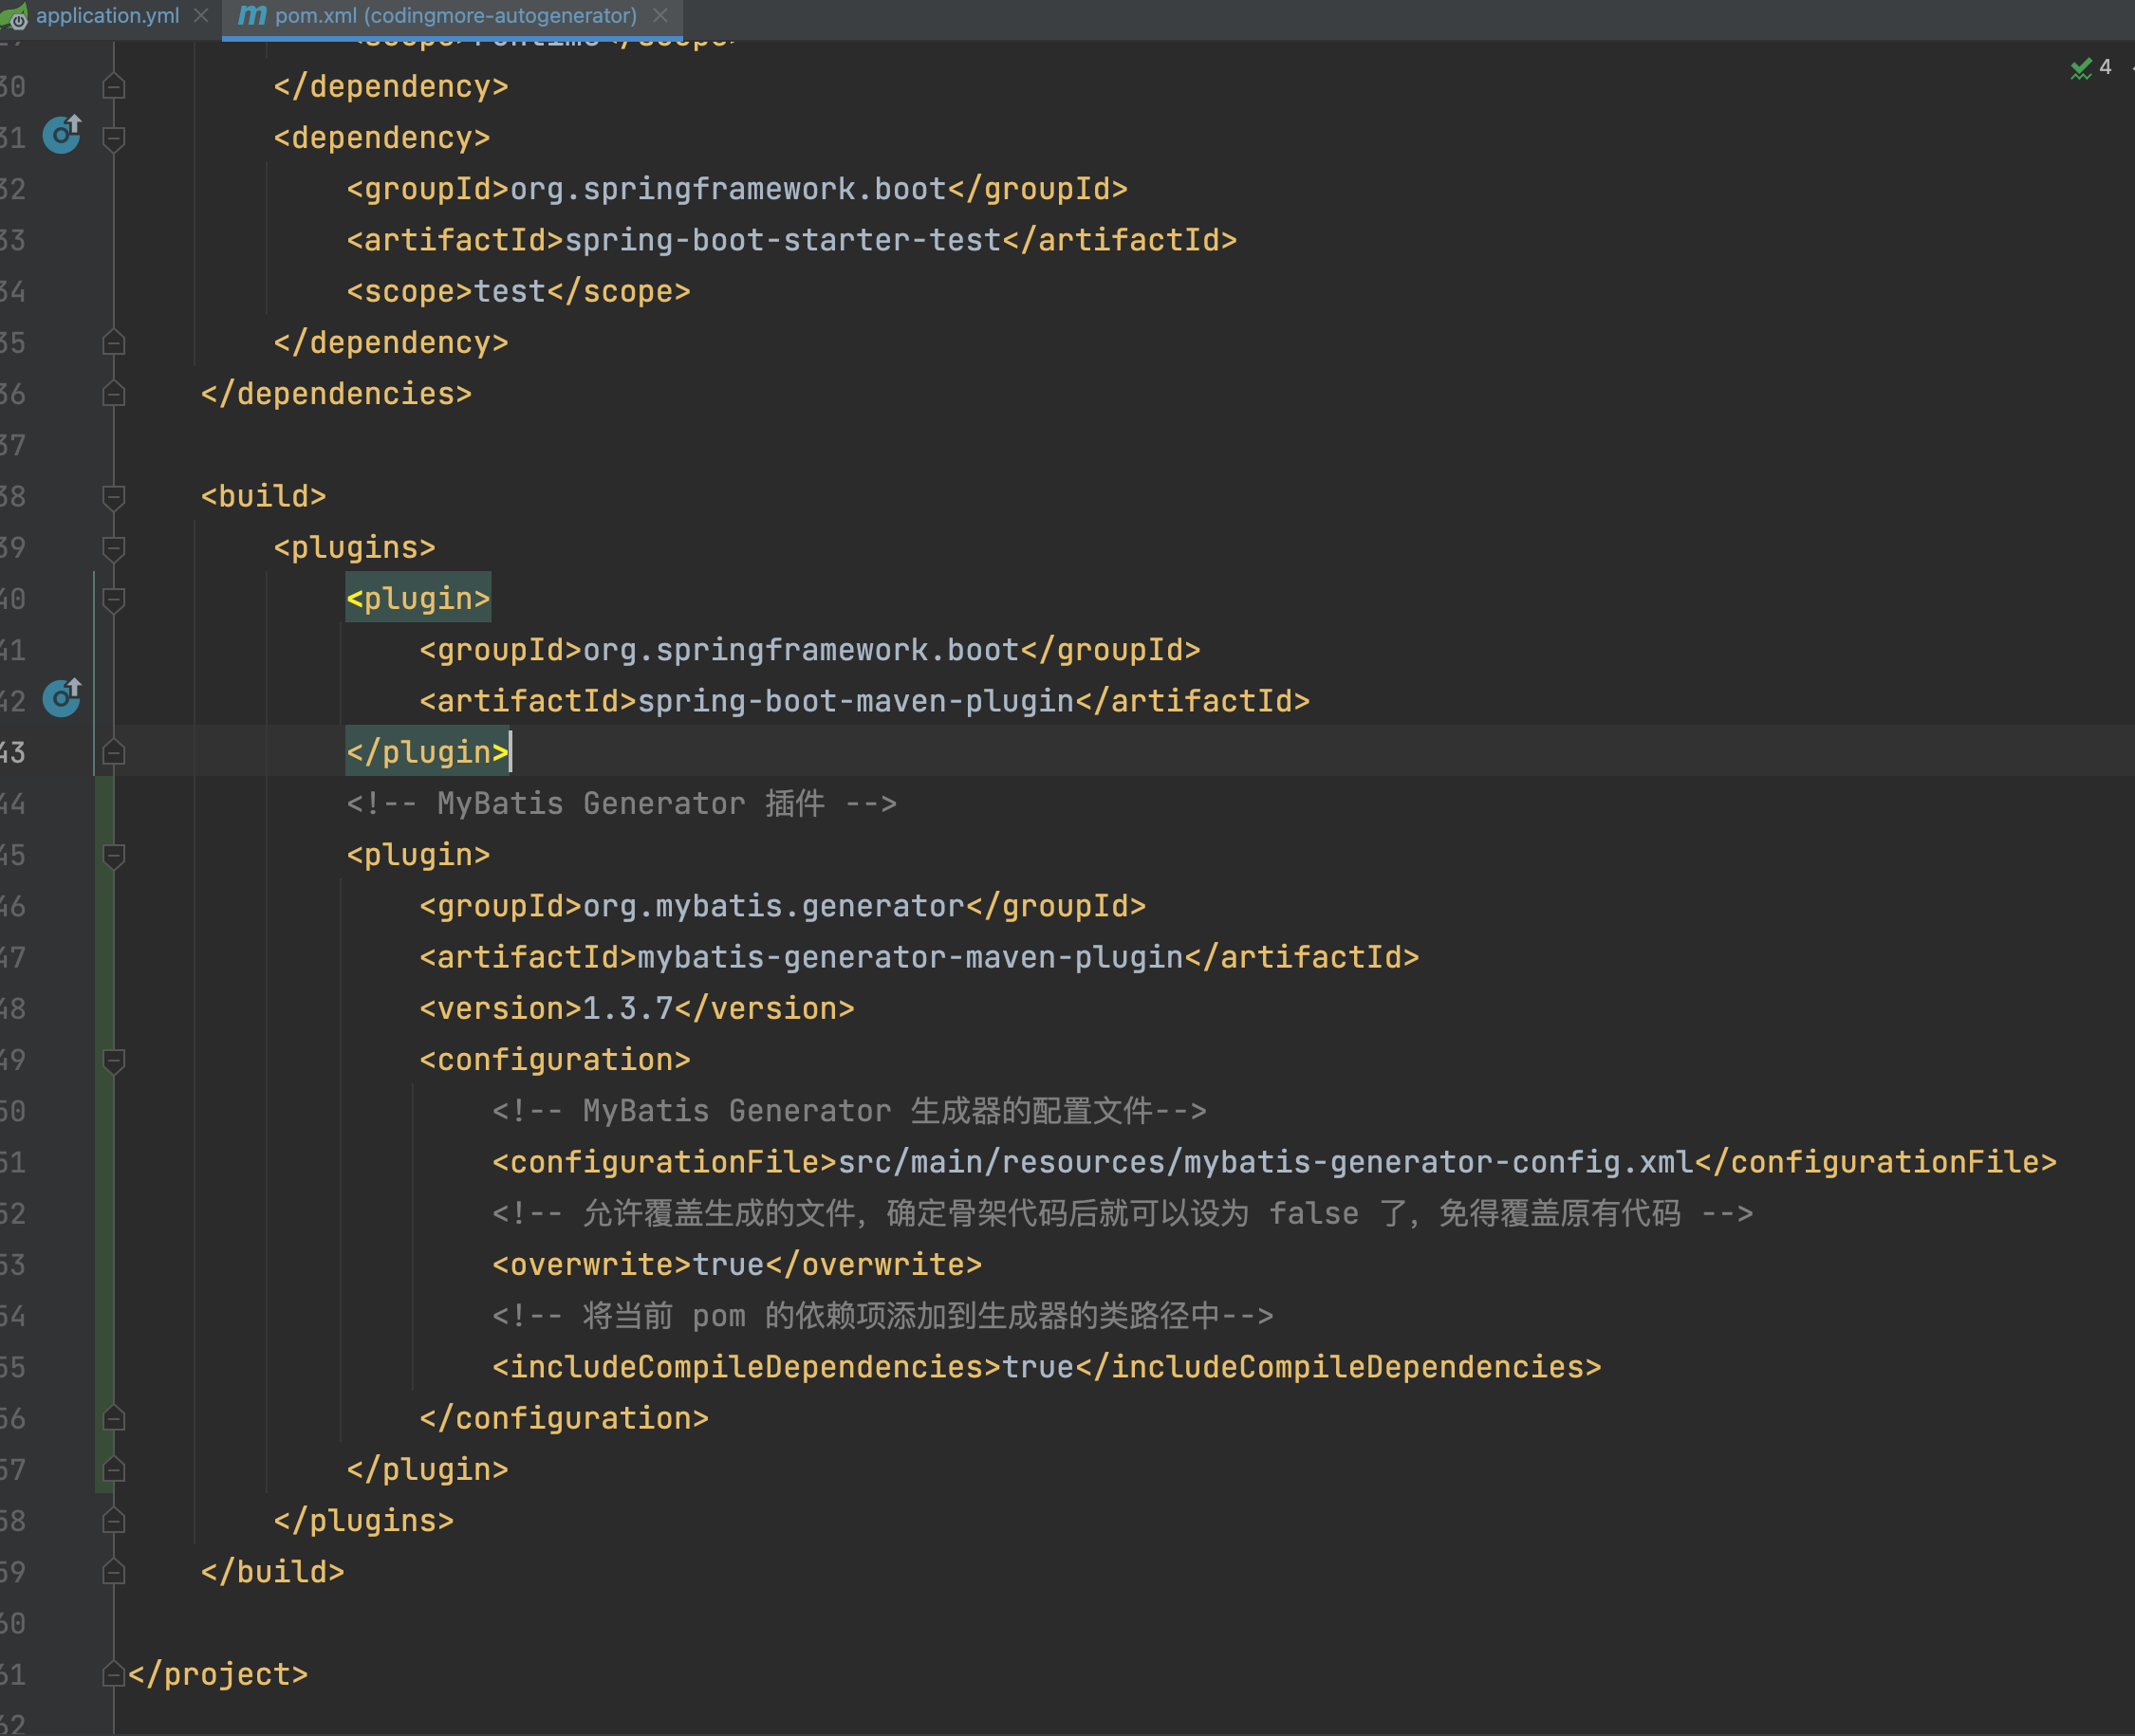 application.yml
pom.xml (codingmore-autogenerator)
4
30 </dependency>
31 <dependency>
32 <groupId>org.springframework.boot</groupId>
33 <artifactId>spring-boot-starter-test</artifactId>
34 <scope>test</scope>
35 </dependency>
36 </dependencies>
37
38 <build>
39 <plugins>
40 <plugin>
41 <groupId>org.springframework.boot</groupId>
42 <artifactId>spring-boot-maven-plugin</artifactId>
43 </plugin>
44 <!-- MyBatis Generator 插件 -->
45 <plugin>
46 <groupId>org.mybatis.generator</groupId>
47 <artifactId>mybatis-generator-maven-plugin</artifactId>
48 <version>1.3.7</version>
49 <configuration>
50 <!-- MyBatis Generator 生成器的配置文件-->
51 <configurationFile>src/main/resources/mybatis-generator-config.xml</configurationFile>
52 <!-- 允许覆盖生成的文件，确定骨架代码后就可以设为 false 了，免得覆盖原有代码 -->
53 <overwrite>true</overwrite>
54 <!-- 将当前 pom 的依赖项添加到生成器的类路径中-->
55 <includeCompileDependencies>true</includeCompileDependencies>
56 </configuration>
57 </plugin>
58 </plugins>
59 </build>
60
61 </project>
62